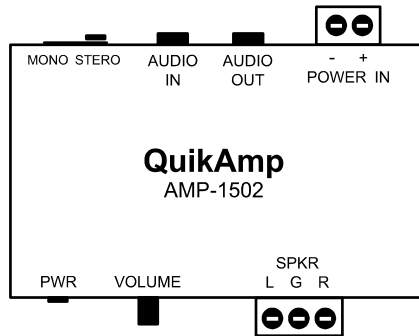 MONO STERO
AUDIO IN
AUDIO OUT
- +
POWER IN
QuikAmp
AMP-1502
PWR
VOLUME
SPKR
L G R